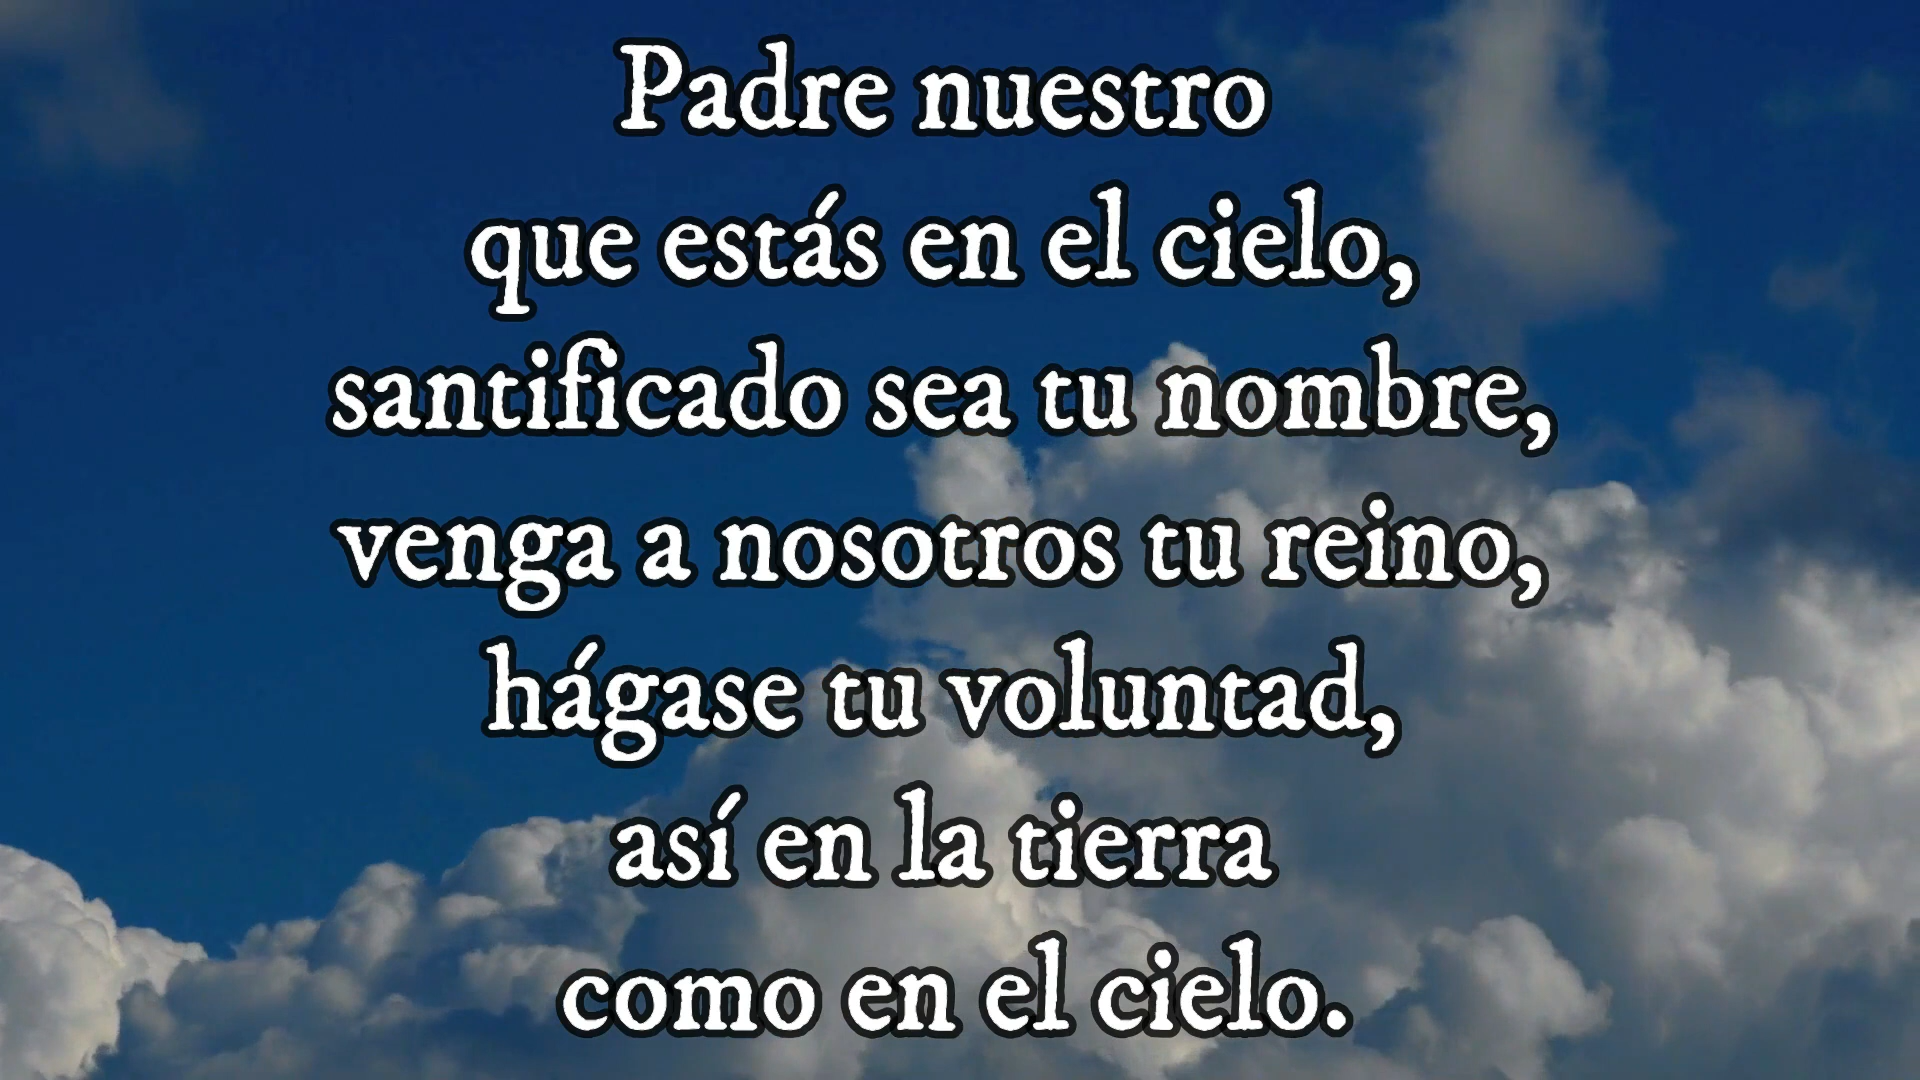 Padre nuestro
que estás en el cielo,
santificado sea tu nombre,
venga a nosotros tu reino,
hágase tu voluntad,
así en la tierra
como en el cielo.